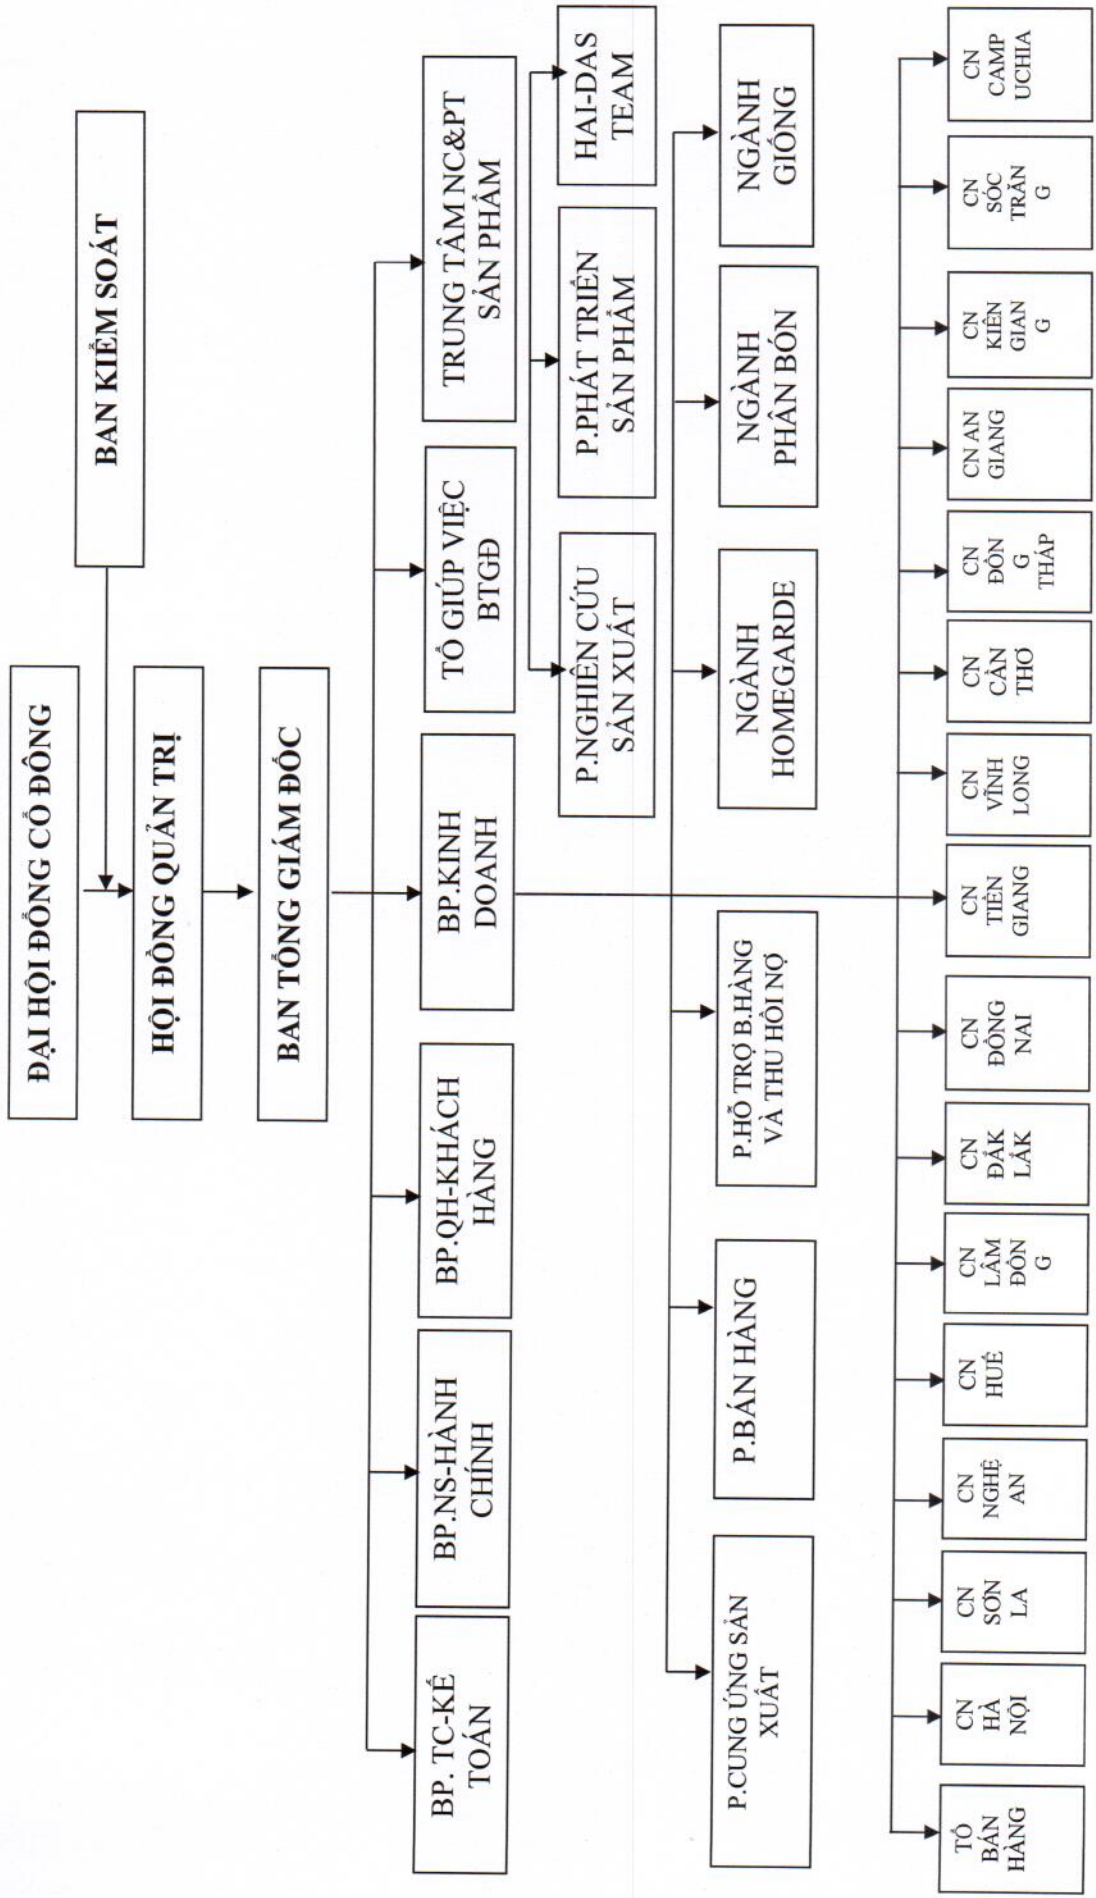 ĐẠI HỘI ĐỒNG CỔ ĐÔNG
BAN KIỂM SOÁT
HỘI ĐỒNG QUẢN TRỊ
BAN TỔNG GIÁM ĐỐC
BP. TC-KẾ
TOÁN
BP.NS-HÀNH
CHÍNH
BP.QH-KHÁCH
HÀNG
BP.KINH
DOANH
TỔ GIÚP VIỆC
BTGĐ
TRUNG TÂM NC&PT
SẢN PHẨM
P.NGHIÊN CỨU
SẢN XUẤT
P.PHÁT TRIỂN
SẢN PHẨM
HAI-DAS
TEAM
P.CUNG ỨNG SẢN
XUẤT
P.BÁN HÀNG
P.HỖ TRỢ B.HÀNG
VÀ THU HỒI NỢ
NGÀNH
HOMEGARDE
NGÀNH
PHÂN BÓN
NGÀNH
GIỐNG
TỔ
BÁN
HÀNG
CN
HÀ
NỘI
CN
SƠN
LA
CN
NGHỆ
AN
CN
HUẾ
CN
LÂM
ĐỒN
G
CN
ĐẮK
LẮK
CN
ĐỒNG
NAI
CN
TIỀN
GIANG
CN
VĨNH
LONG
CN
CẦN
THƠ
CN
ĐỒN
G
THÁP
CN AN
GIANG
CN
KIÊN
GIAN
G
CN
SÓC
TRĂN
G
CN
CAMP
UCHIA